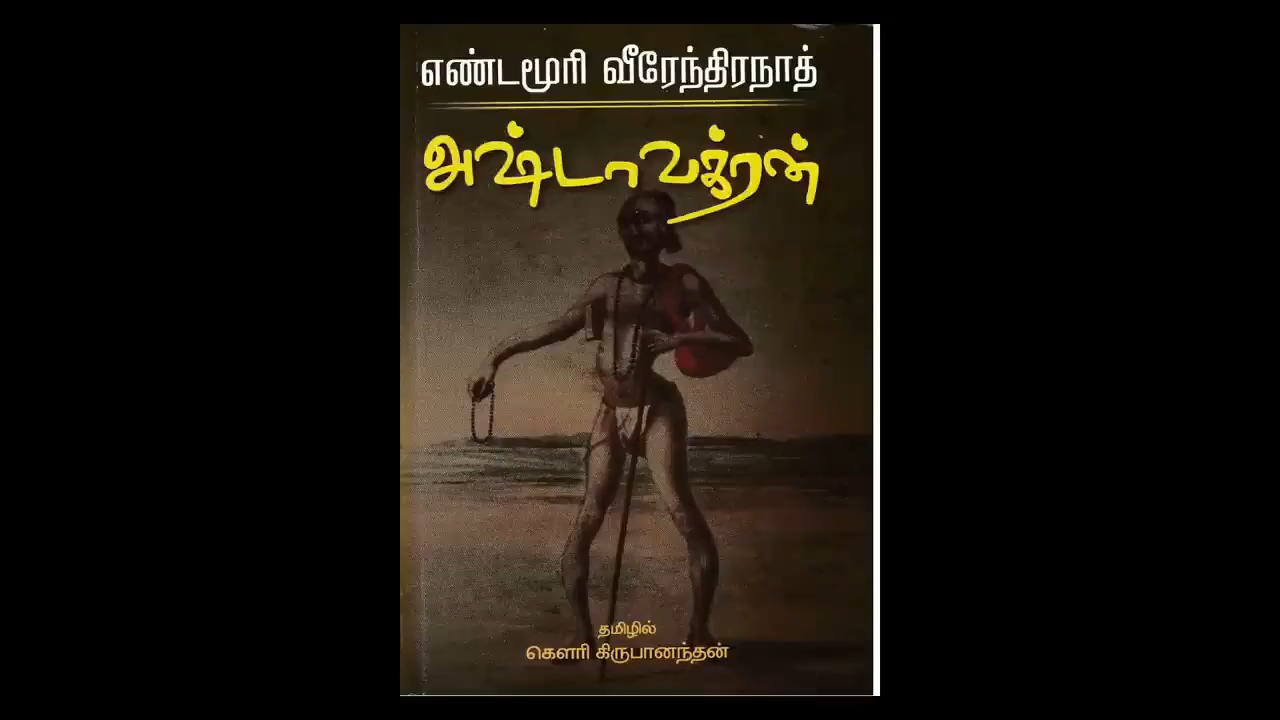 எண்டமூரி வீரேந்திரநாத்
அஷ்டாவக்ரன்
தமிழில்
கௌரி கிருபானந்தன்